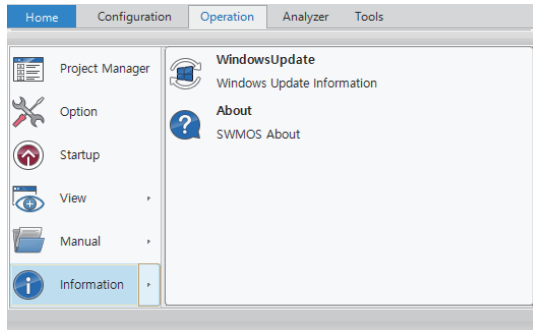 Home Configuration Operation Analyzer Tools
Project Manager
Option
Startup
View
Manual
Information
WindowsUpdate
Windows Update Information
About
SWMOS About